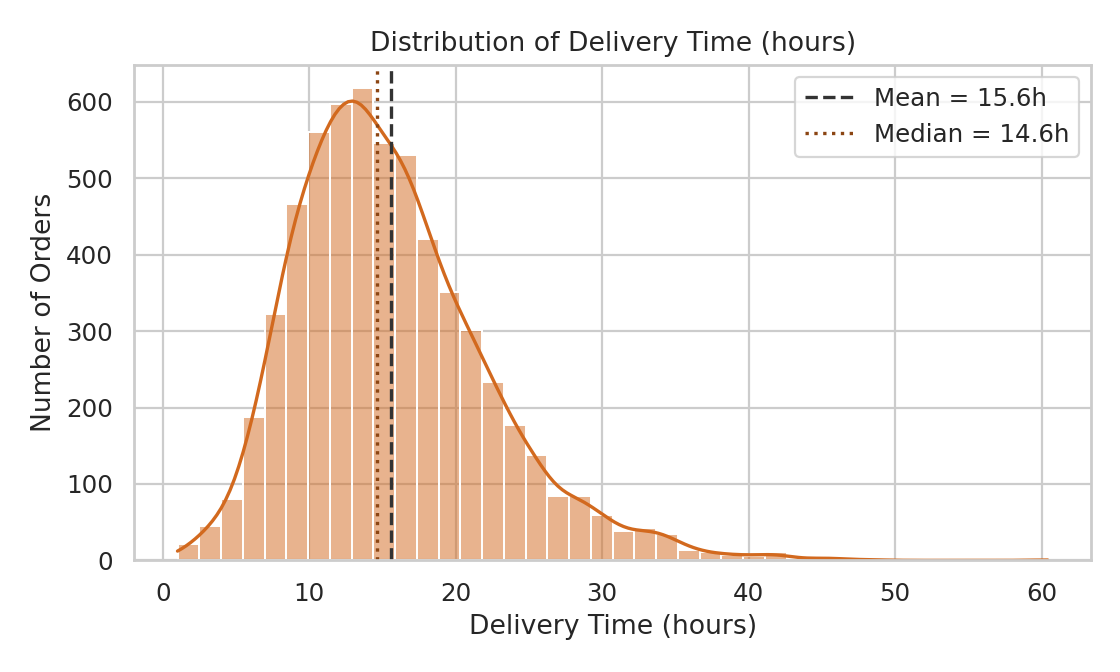 Distribution of Delivery Time (hours)
Mean = 15.6h
Median = 14.6h
Number of Orders
600
500
400
300
200
100
0
0 10 20 30 40 50 60
Delivery Time (hours)